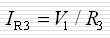 I_R3 = V_1 / R_3